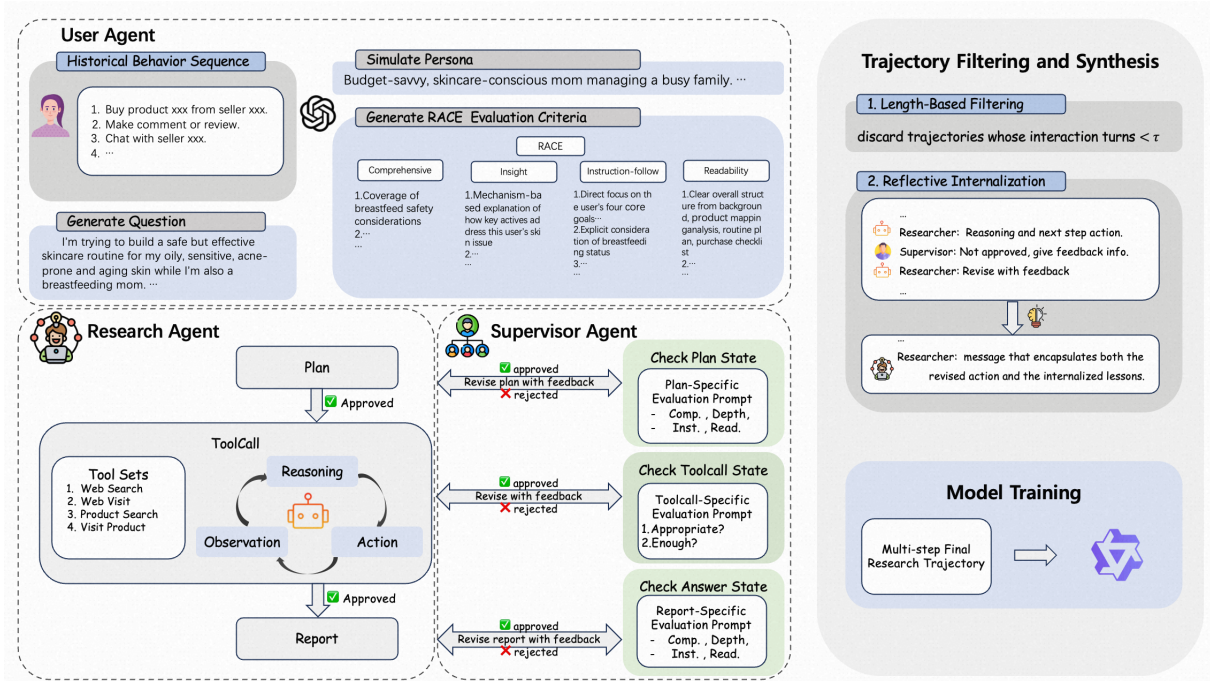 User Agent
Historical Behavior Sequence
1. Buy product xxx from seller xxx.
2. Make comment or review.
3. Chat with seller xxx.
4. ...
Generate Question
I'm trying to build a safe but effective
skincare routine for my oily, sensitive, acne-
prone and aging skin while I'm also a
breastfeeding mom. ...
Simulate Persona
Budget-savvy, skincare-conscious mom managing a busy family. ...
Generate RACE Evaluation Criteria
RACE
Comprehensive
1.Coverage of
breastfeed safety
considerations
2....
...
Insight
1.Mechanism-ba
sed explanation of
how key actives ad
dress this user's ski
n issue
2....
...
Instruction-follow
1.Direct focus on th
e user's four core
goals...
2.Explicit considera
tion of breastfeedi
ng status
3....
...
Readability
1.Clear overall struct
ure from backgroun
d, product mappin
ganalysis, routine pl
an, purchase checkli
st
2....
...
Research Agent
Plan
Approved
ToolCall
Tool Sets
1. Web Search
2. Web Visit
3. Product Search
4. Visit Product
Reasoning
Observation
Action
Approved
Report
Supervisor Agent
approved
Revise plan with feedback
rejected
Check Plan State
Plan-Specific
Evaluation Prompt
- Comp. , Depth,
- Inst. , Read.
approved
Revise with feedback
rejected
Check Toolcall State
Toolcall-Specific
Evaluation Prompt
1.Appropriate?
2.Enough?
approved
Revise report with feedback
rejected
Check Answer State
Report-Specific
Evaluation Prompt
- Comp. , Depth,
- Inst. , Read.
Trajectory Filtering and Synthesis
1. Length-Based Filtering
discard trajectories whose interaction turns < τ
2. Reflective Internalization
...
Researcher: Reasoning and next step action.
Supervisor: Not approved, give feedback info.
Researcher: Revise with feedback
...
...
Researcher: message that encapsulates both the
revised action and the internalized lessons.
Model Training
Multi-step Final
Research Trajectory